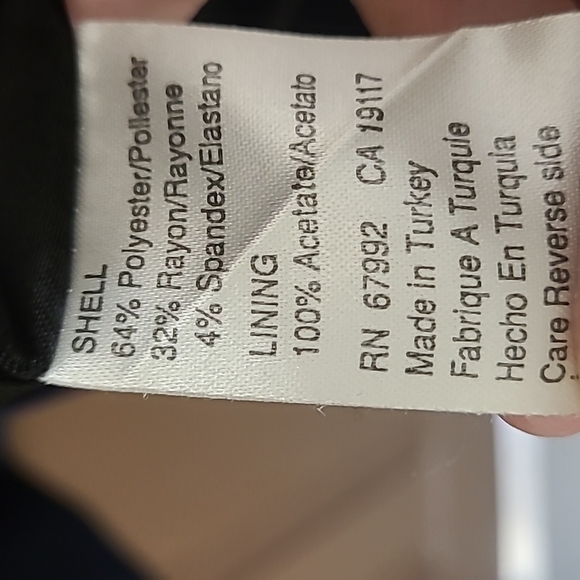 SHELL
64% Polyester/Poliester
32% Rayon/Rayonne
4% Spandex/Elastano
LINING
100% Acetate/Acetato
RN 67992 CA 19117
Made in Turkey
Fabrique A Turquie
Hecho En Turquia
Care Reverse side